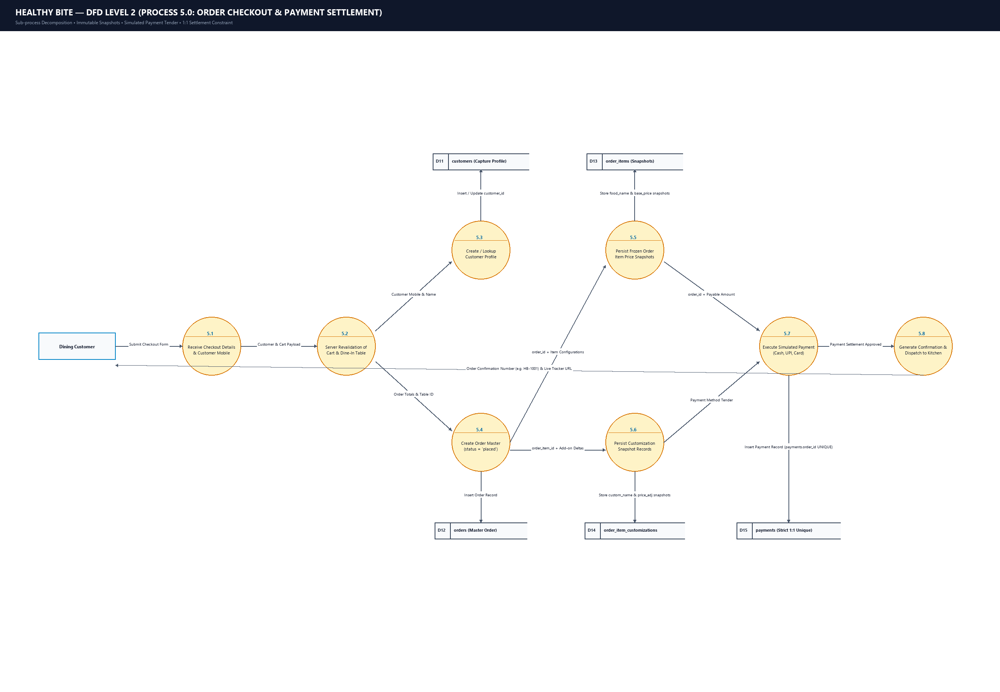 HEALTHY BITE — DFD LEVEL 2 (PROCESS 5.0: ORDER CHECKOUT & PAYMENT SETTLEMENT)
Sub-process Decomposition • Immutable Snapshots • Simulated Payment Tender • 1:1 Settlement Constraint
D11 customers (Capture Profile)
D13 order_items (Snapshots)
Insert / Update customer_id
Store food_name & base_price snapshots
5.3
Create / Lookup
Customer Profile
5.5
Persist Frozen Order
Item Price Snapshots
Customer Mobile & Name
order_id + Payable Amount
Dining Customer
Submit Checkout Form
5.1
Receive Checkout Details
& Customer Mobile
Customer & Cart Payload
5.2
Server Revalidation of
Cart & Dine-In Table
order_id + Item Configurations
5.7
Execute Simulated Payment
(Cash, UPI, Card)
Payment Settlement Approved
5.8
Generate Confirmation &
Dispatch to Kitchen
Order Confirmation Number (e.g. HB-1001) & Live Tracker URL
Order Totals & Table ID
Payment Method Tender
5.4
Create Order Master
(status = 'placed')
order_item_id + Add-on Deltas
5.6
Persist Customization
Snapshot Records
Insert Payment Record (payments.order_id UNIQUE)
Insert Order Record
Store custom_name & price_adj snapshots
D12 orders (Master Order)
D14 order_item_customizations
D15 payments (Strict 1:1 Unique)